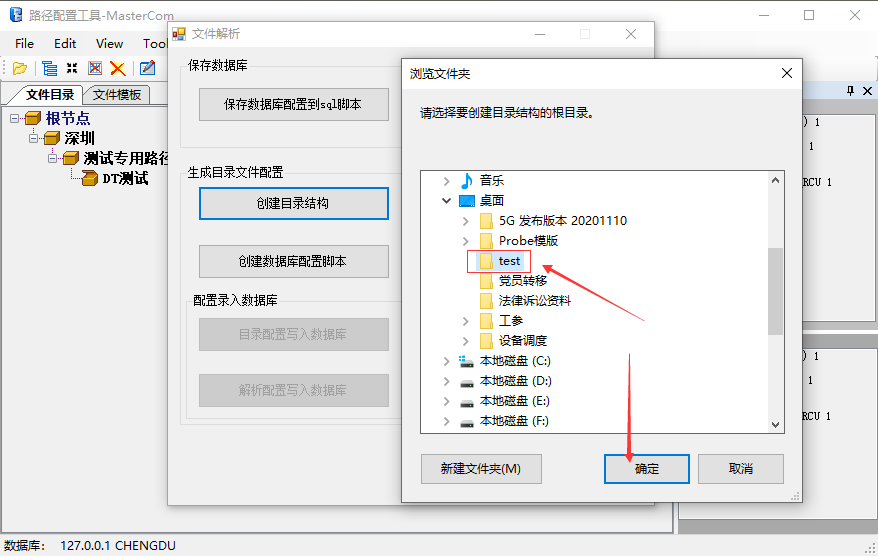 路径配置工具-MasterCom
File Edit View
文件目录 文件模板
根节点
深圳
测试专用路径
DT测试
文件解析
保存数据库
保存数据库配置到sql脚本
生成目录文件配置
创建目录结构
创建数据库配置脚本
配置录入数据库
目录配置写入数据库
解析配置写入数据库
浏览文件夹
请选择要创建目录结构的根目录。
音乐
桌面
5G 发布版本 20201110
Probe模版
test
党员转移
法律诉讼资料
工参
设备调度
本地磁盘 (C:)
本地磁盘 (D:)
本地磁盘 (E:)
本地磁盘 (F:)
新建文件夹(M) 确定 取消
) 1
1
RCU 1
) 1
1
RCU 1
数据库: 127.0.0.1 CHENGDU